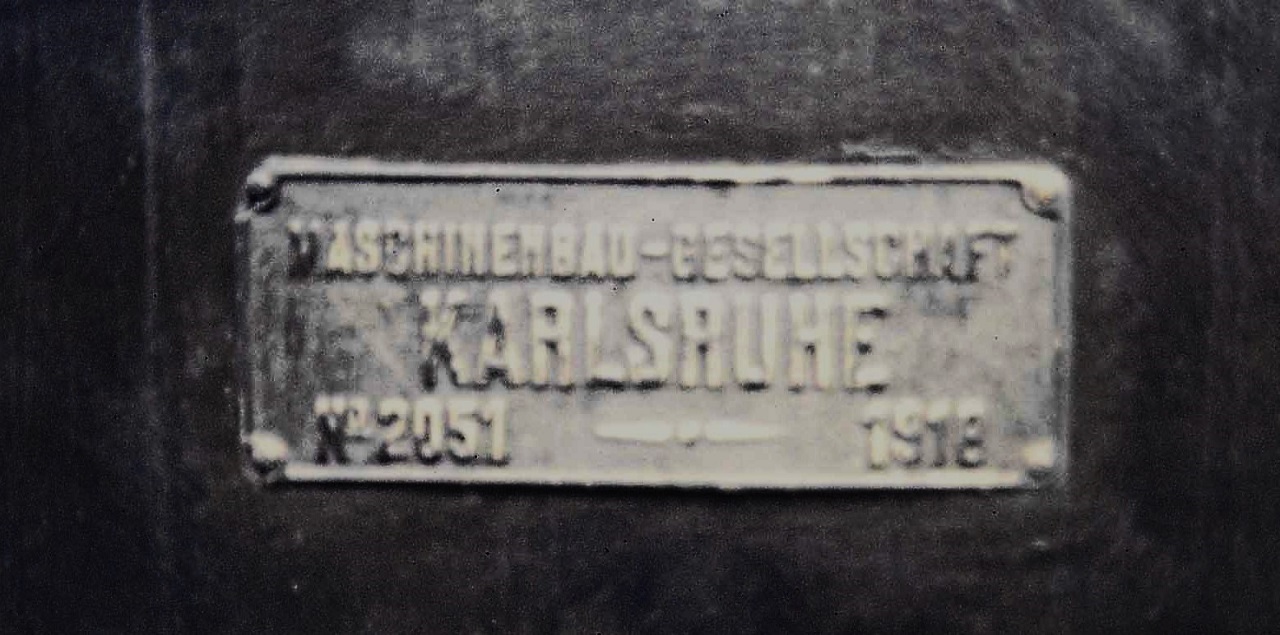 MASCHINENBAU-GESELLSCHAFT
KARLSRUHE
No 2051 1918